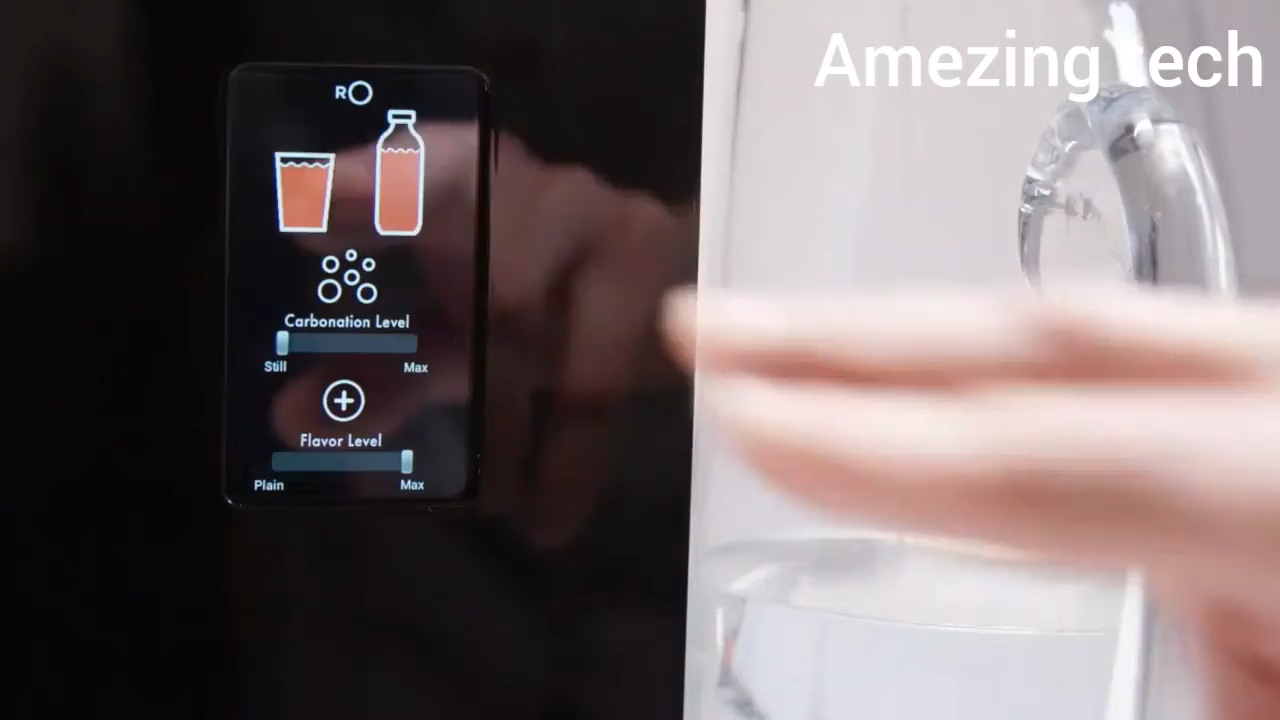 Amezing tech
RO
Carbonation Level
Still Max
Flavor Level
Plain Max